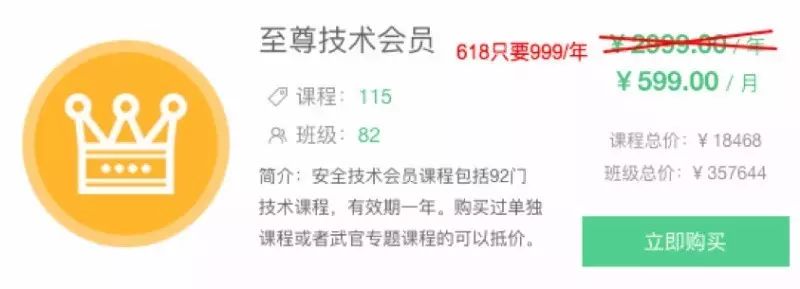 至尊技术会员
618只要999/年
¥ 2999.00 / 年
¥ 599.00 / 月
课程：115
班级：82
课程总价：¥ 18468
班级总价：¥ 357644
简介：安全技术会员课程包括92门
技术课程，有效期一年。购买过单独
课程或者武官专题课程的可以抵价。
立即购买